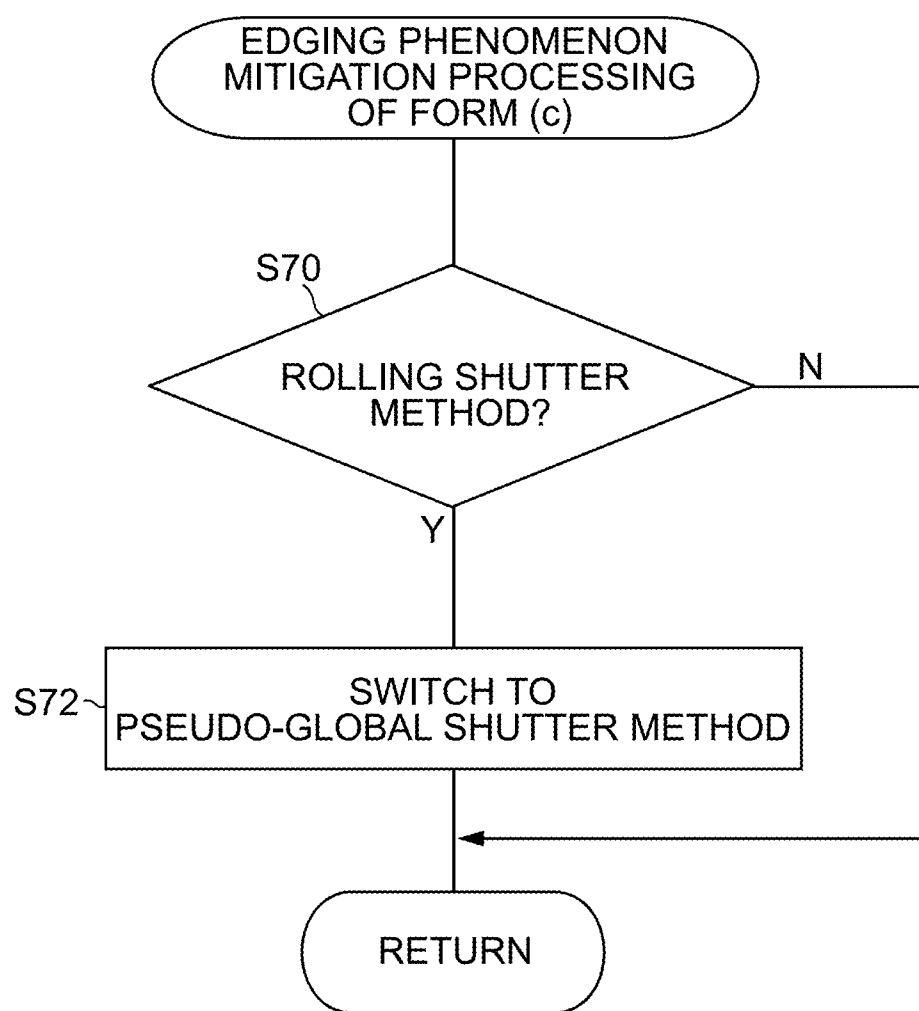 EDGING PHENOMENON
MITIGATION PROCESSING
OF FORM (c)
S70
ROLLING SHUTTER
METHOD?
N
Y
S72
SWITCH TO
PSEUDO-GLOBAL SHUTTER METHOD
RETURN